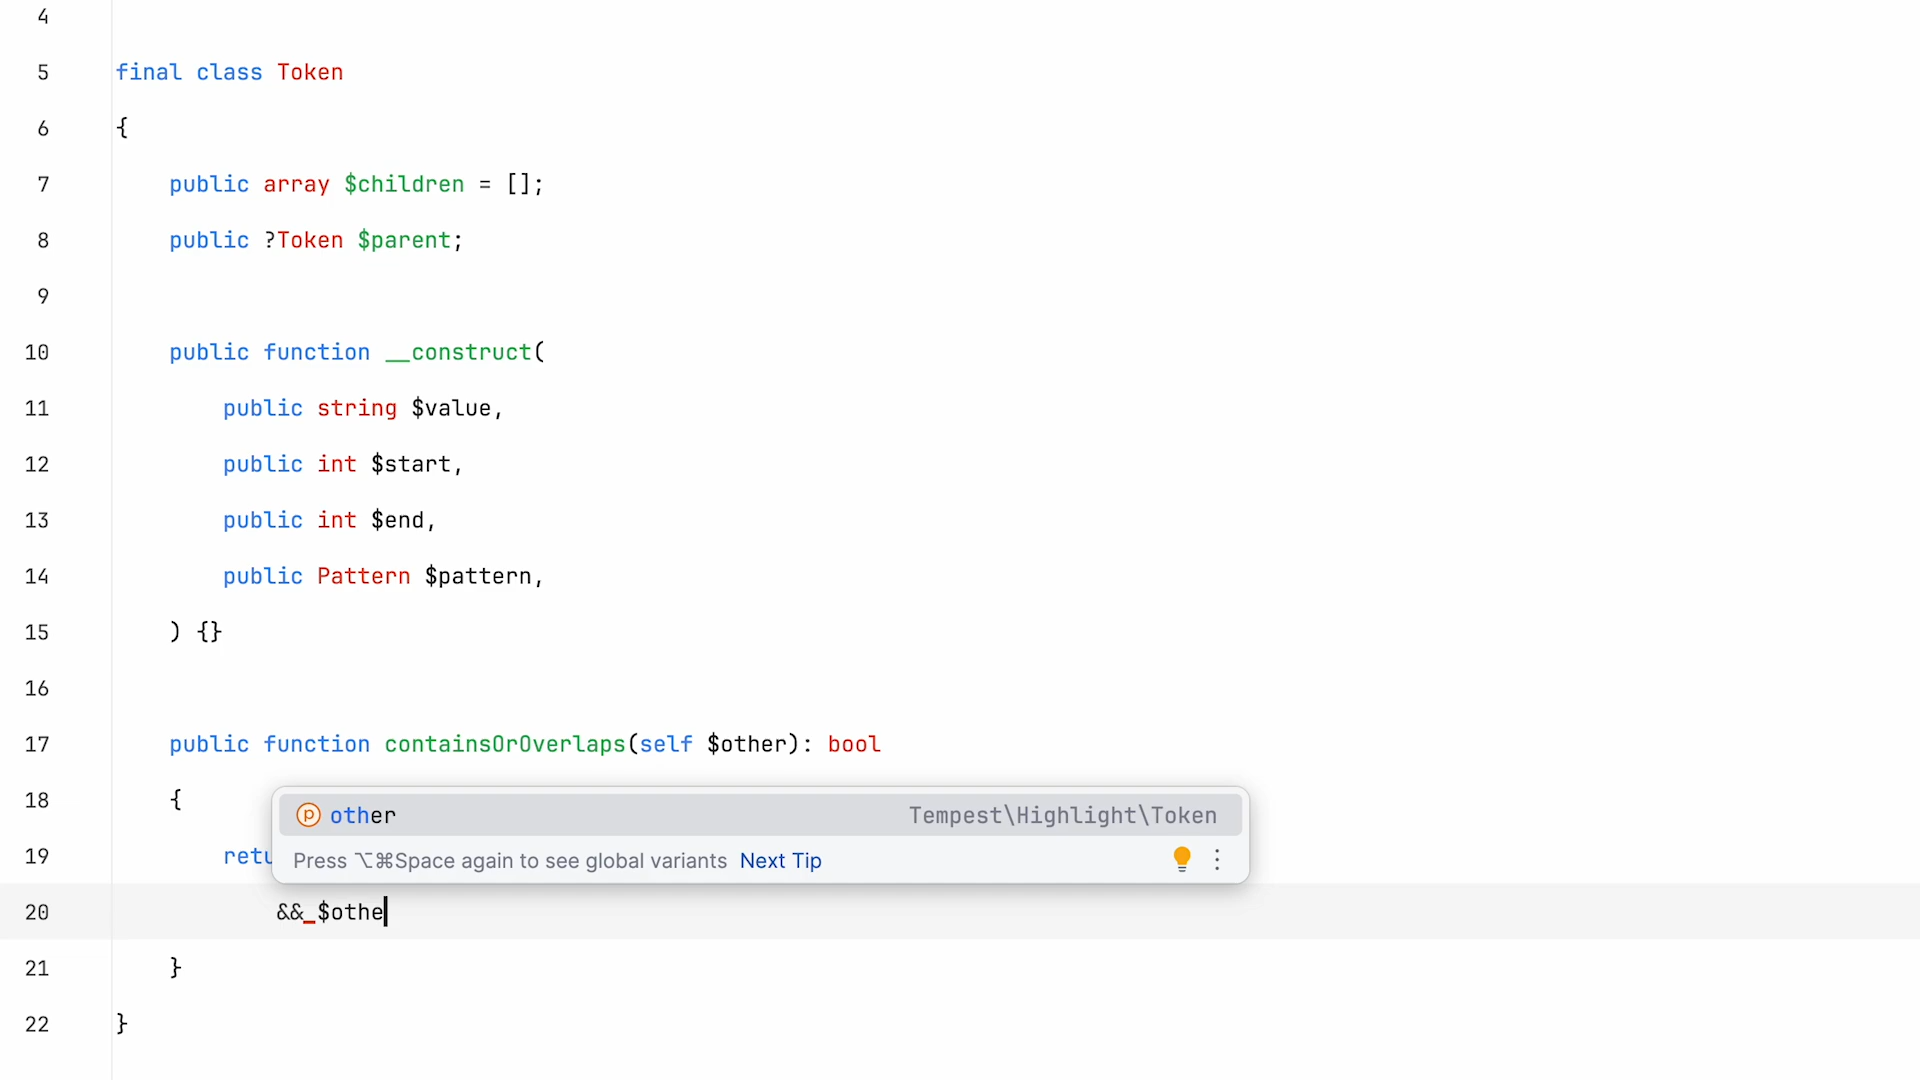 4
5 final class Token
6 {
7 public array $children = [];
8 public ?Token $parent;
9
10 public function __construct(
11 public string $value,
12 public int $start,
13 public int $end,
14 public Pattern $pattern,
15 ) {}
16
17 public function containsOrOverlaps(self $other): bool
18 {
other Tempest\Highlight\Token
19 retu
Press ⌥⌘Space again to see global variants Next Tip
20 && $othe
21 }
22 }